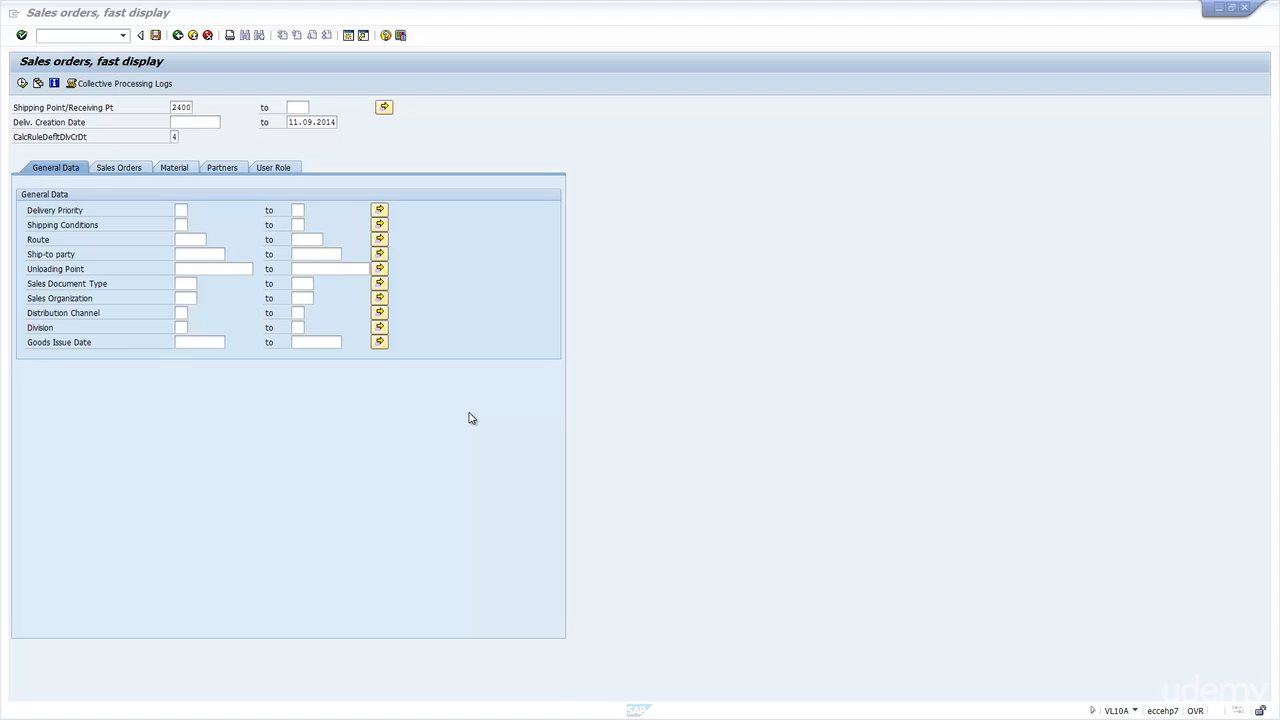 Sales orders, fast display
Sales orders, fast display
Collective Processing Logs
Shipping Point/Receiving Pt 2400 to
Deliv. Creation Date to 11.09.2014
CalcRuleDefltDlvCrDt 4
General Data Sales Orders Material Partners User Role
General Data
Delivery Priority to
Shipping Conditions to
Route to
Ship-to party to
Unloading Point to
Sales Document Type to
Sales Organization to
Distribution Channel to
Division to
Goods Issue Date to
udemy
SAP VL10A eccehp7 OVR